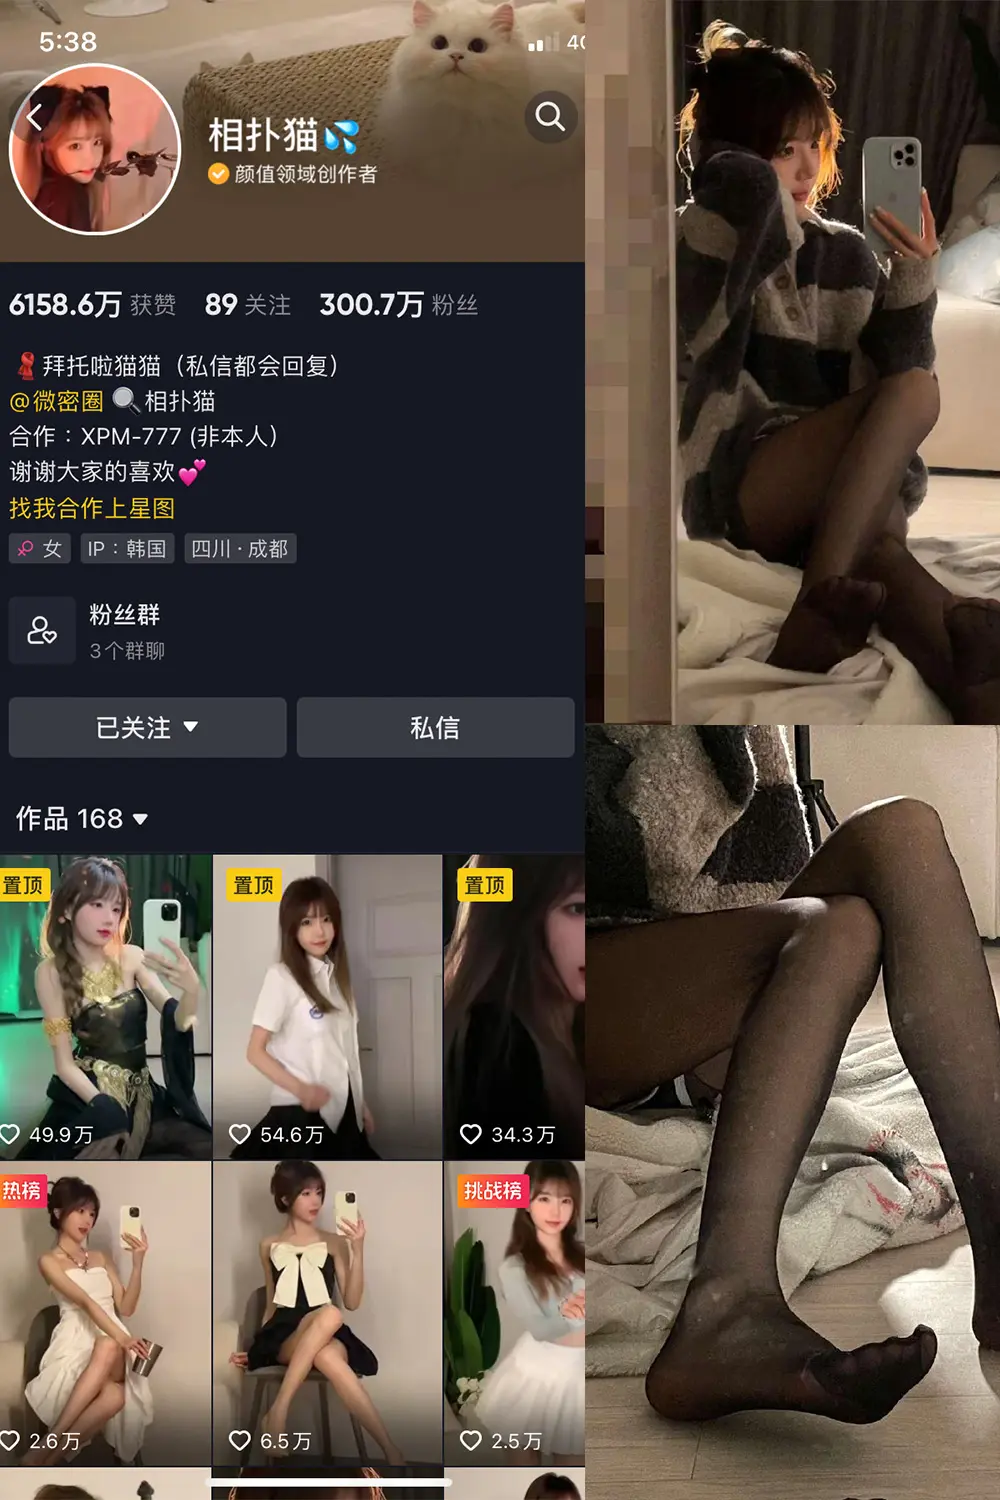 5:38
4G
相扑猫💦
颜值领域创作者
6158.6万 获赞 89 关注 300.7万 粉丝
🧣拜托啦猫猫（私信都会回复）
@微密圈 🔍相扑猫
合作：XPM-777 (非本人)
谢谢大家的喜欢💕
找我合作上星图
女 IP：韩国 四川·成都
粉丝群
3个群聊
已关注 私信
作品 168
置顶 置顶 置顶
49.9万 54.6万 34.3万
热榜 挑战榜
2.6万 6.5万 2.5万